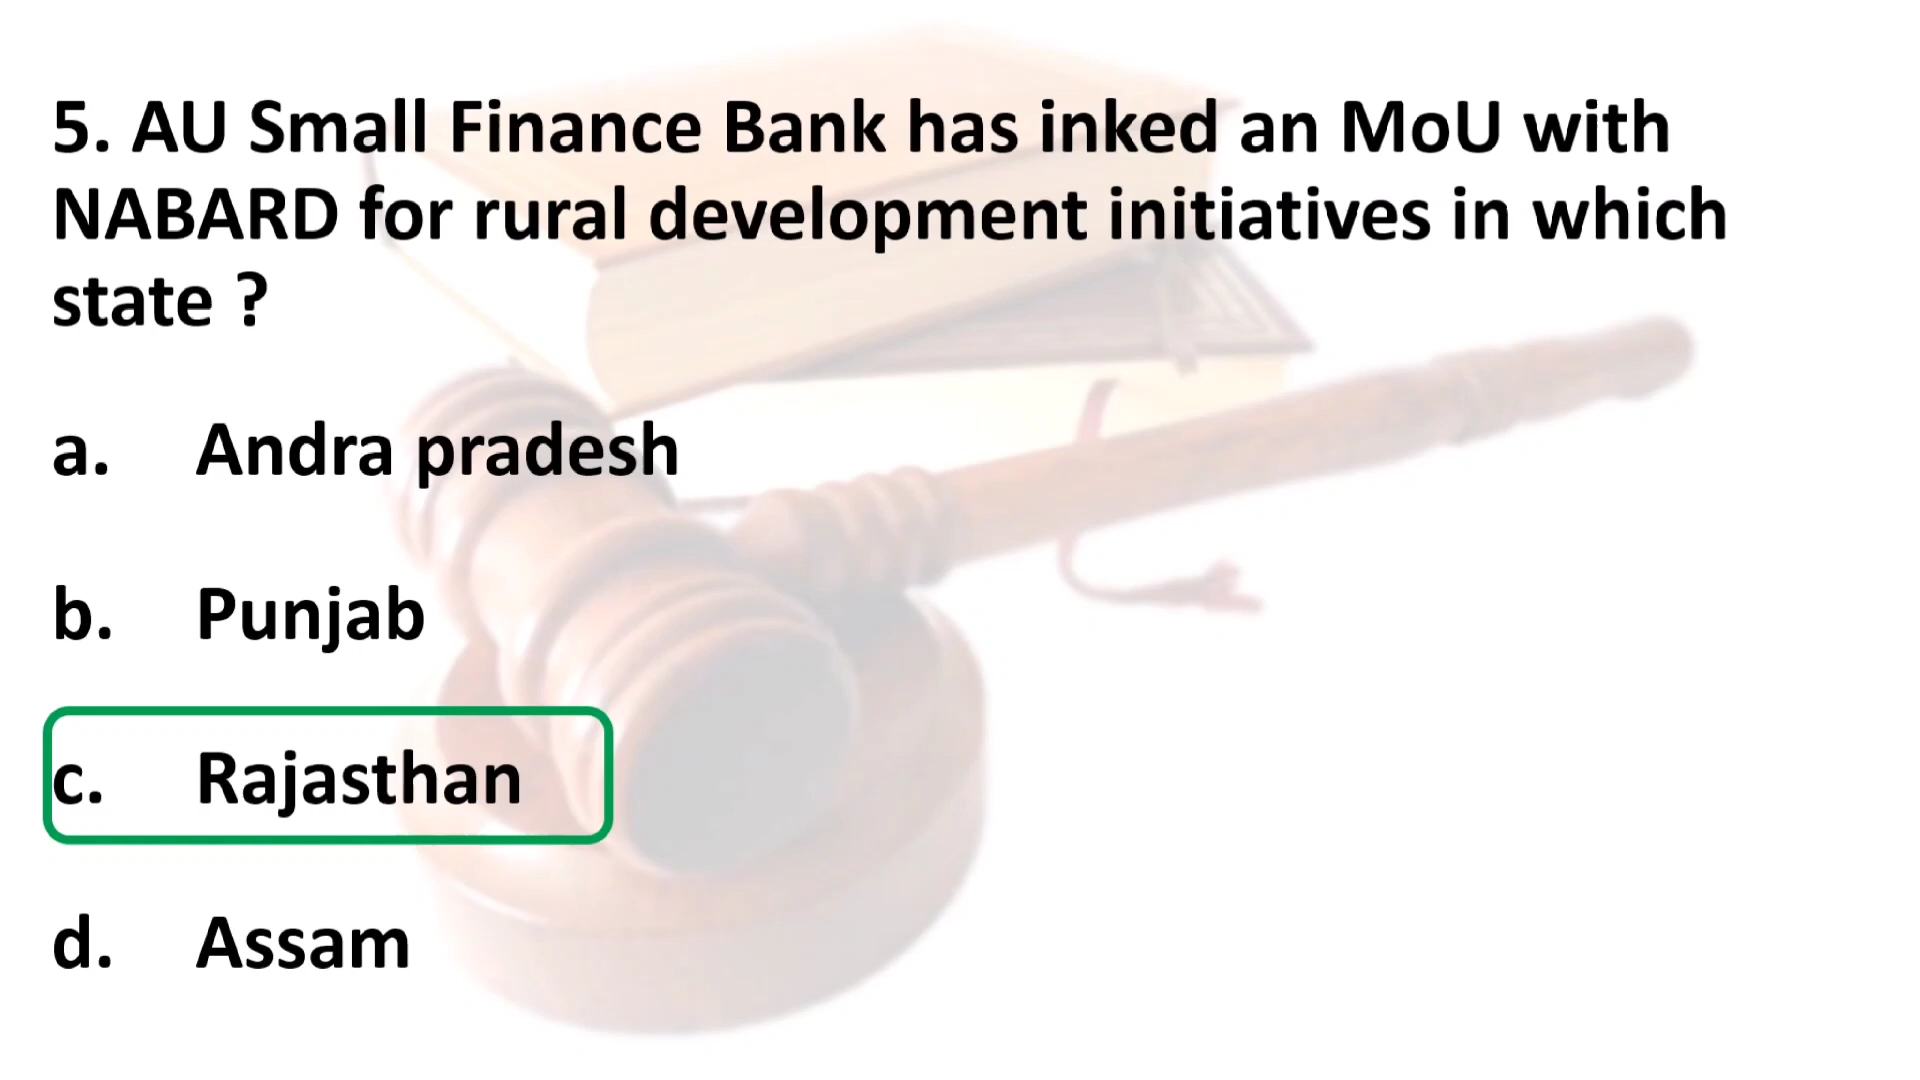 5. AU Small Finance Bank has inked an MoU with
NABARD for rural development initiatives in which
state ?
a. Andra pradesh
b. Punjab
c. Rajasthan
d. Assam